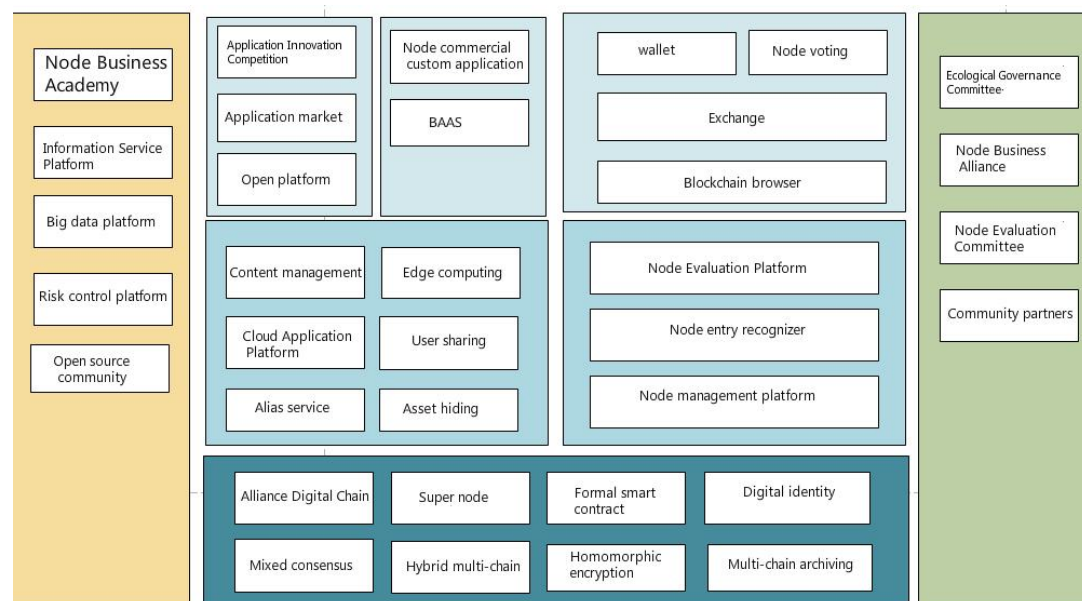 Node Business
Academy
Information Service
Platform
Big data platform
Risk control platform
Open source
community
Application Innovation
Competition
Application market
Open platform
Node commercial
custom application
BAAS
wallet
Node voting
Exchange
Blockchain browser
Content management
Edge computing
Cloud Application
Platform
User sharing
Alias service
Asset hiding
Node Evaluation Platform
Node entry recognizer
Node management platform
Alliance Digital Chain
Super node
Formal smart
contract
Digital identity
Mixed consensus
Hybrid multi-chain
Homomorphic
encryption
Multi-chain archiving
Ecological Governance
Committee·
Node Business
Alliance
Node Evaluation
Committee
Community partners